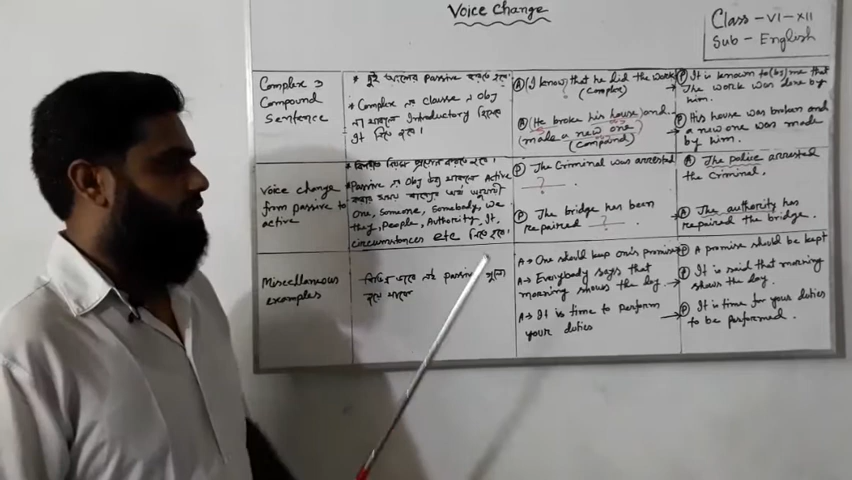 Voice Change
Class - VI - XII
Sub - English
Complex &
Compound
Sentence
* দুই অংশের Passive করতে হবে।
* Complex এর clause এ Obj
না থাকলে Introductory হিসেবে
It নিতে হবে।
Ⓐ (I know) that he did the work
(Complex)
Ⓐ (He broke his house) and
(made a new one)
(compound)
Ⓟ It is known to (by) me that
The work was done by
him.
Ⓟ His house was broken and
a new one was made
by him.
Voice change
from passive to
active
Passive এ Obj না থাকলে Active
One, Someone, Somebody, we
they, People, Authority, It,
circumstances etc নিতে হবে।
Ⓟ The Criminal was arrested
?
Ⓟ The bridge has been
repaired ?
Ⓐ The police arrested
the criminal.
Ⓐ The authority has
repaired the bridge.
Miscellaneous
examples
passive
হয়ে থাকে
A → One should keep one's promise
A → Everybody says that
morning shows the day.
A → It is time to perform
your duties
Ⓟ A promise should be kept
Ⓟ It is said that morning
shows the day.
Ⓟ It is time for your duties
to be performed.